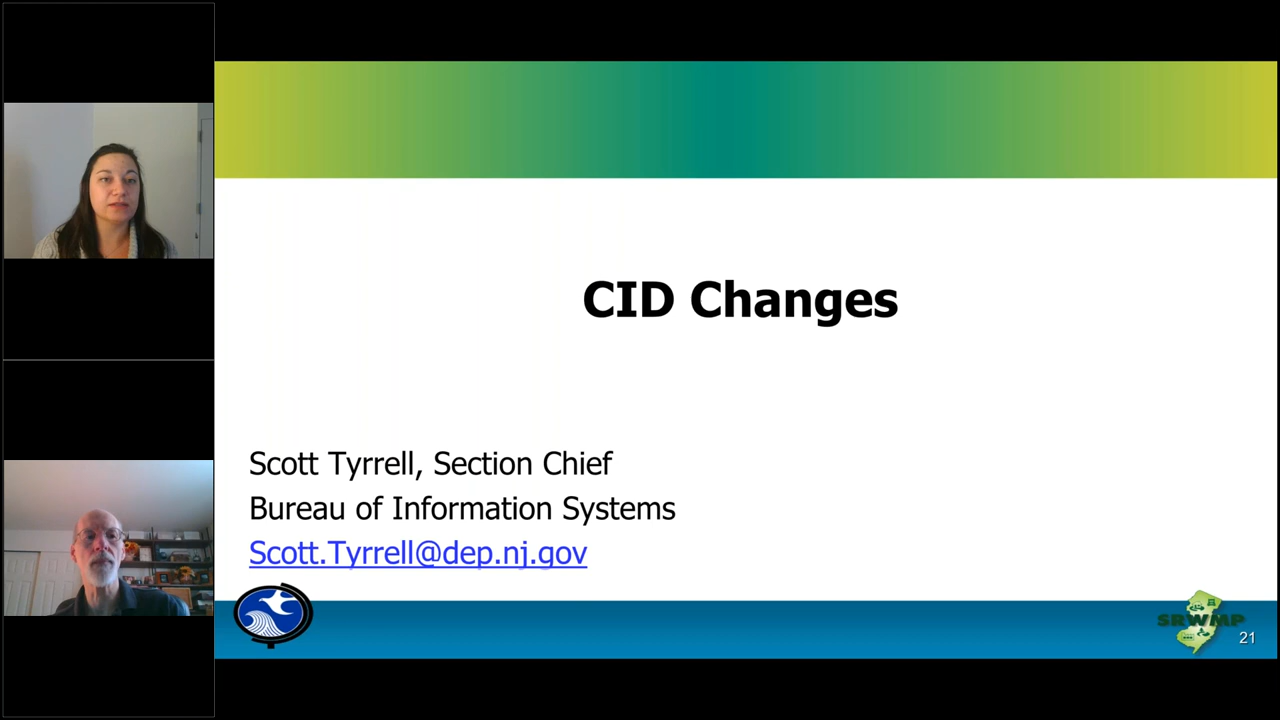 CID Changes
Scott Tyrrell, Section Chief
Bureau of Information Systems
Scott.Tyrrell@dep.nj.gov
SRWMP
21